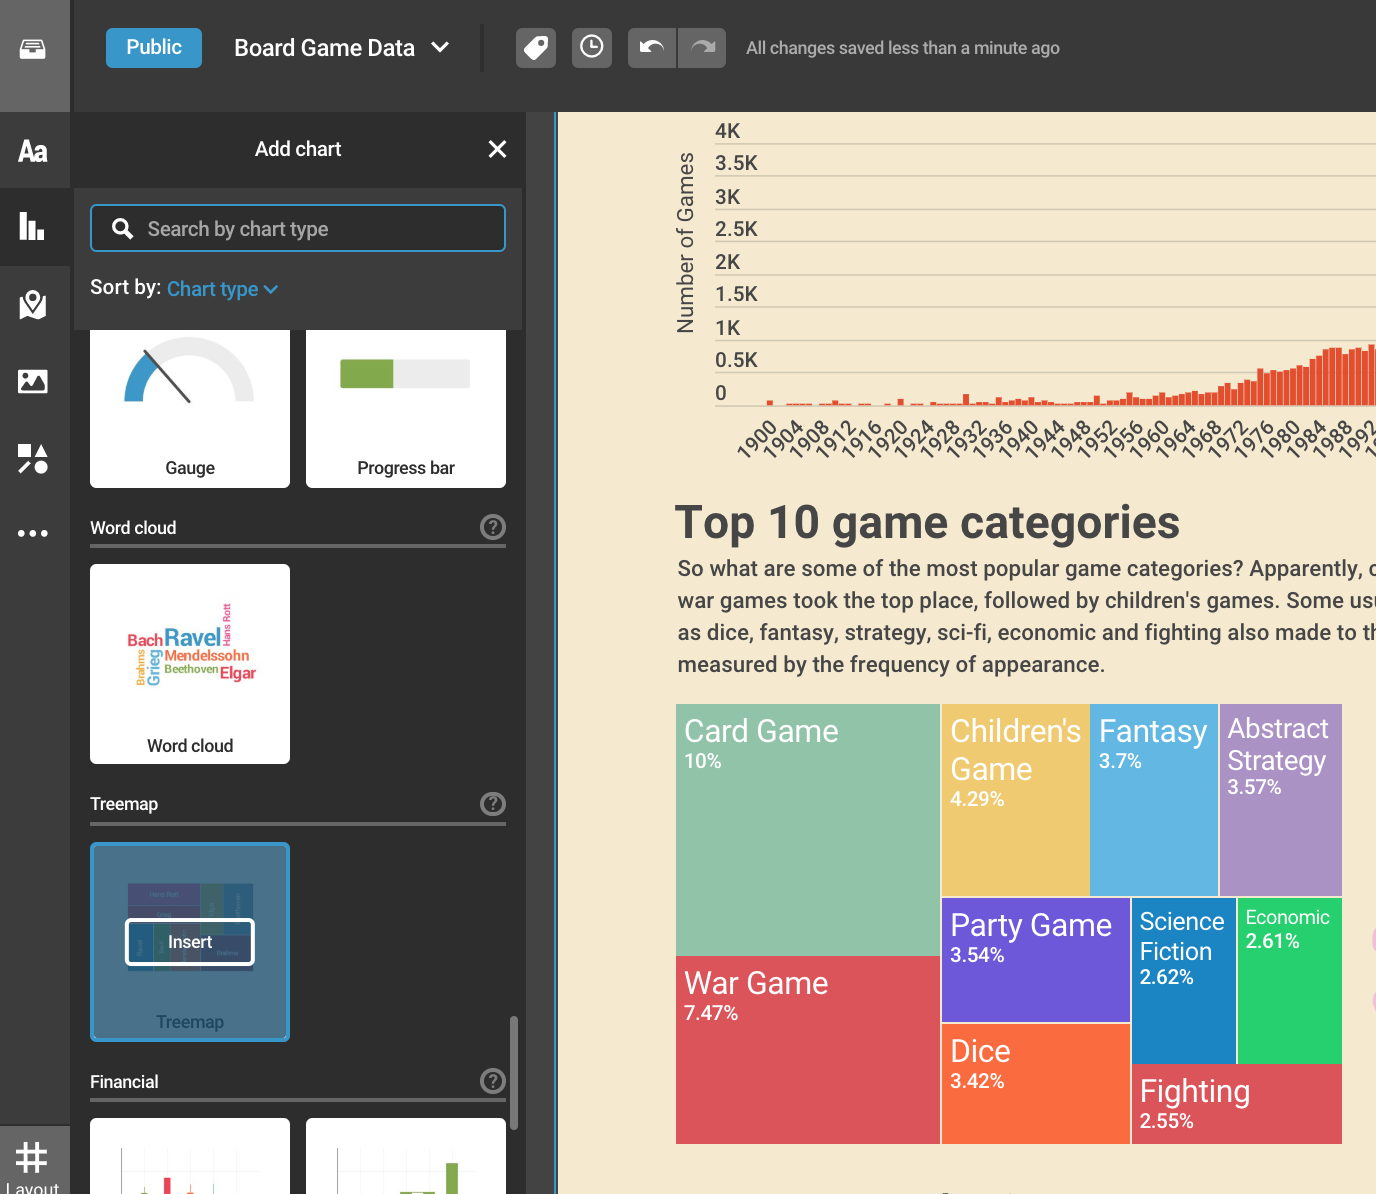 Public
Board Game Data
All changes saved less than a minute ago
Aa
Add chart
Search by chart type
Sort by: Chart type
Gauge
Progress bar
Word cloud
?
Bach
Ravel
Hans Rott
Brahms
Grieg
Mendelssohn
Beethoven
Elgar
Word cloud
Treemap
?
Insert
Treemap
Financial
?
Layout
Number of Games
4K
3.5K
3K
2.5K
2K
1.5K
1K
0.5K
0
1900 1904 1908 1912 1916 1920 1924 1928 1932 1936 1940 1944 1948 1952 1956 1960 1964 1968 1972 1976 1980 1984 1988 1992
Top 10 game categories
So what are some of the most popular game categories? Apparently,
war games took the top place, followed by children's games. Some
as dice, fantasy, strategy, sci-fi, economic and fighting also made to
measured by the frequency of appearance.
Card Game
10%
Children's
Game
4.29%
Fantasy
3.7%
Abstract
Strategy
3.57%
War Game
7.47%
Party Game
3.54%
Science
Fiction
2.62%
Economic
2.61%
Dice
3.42%
Fighting
2.55%